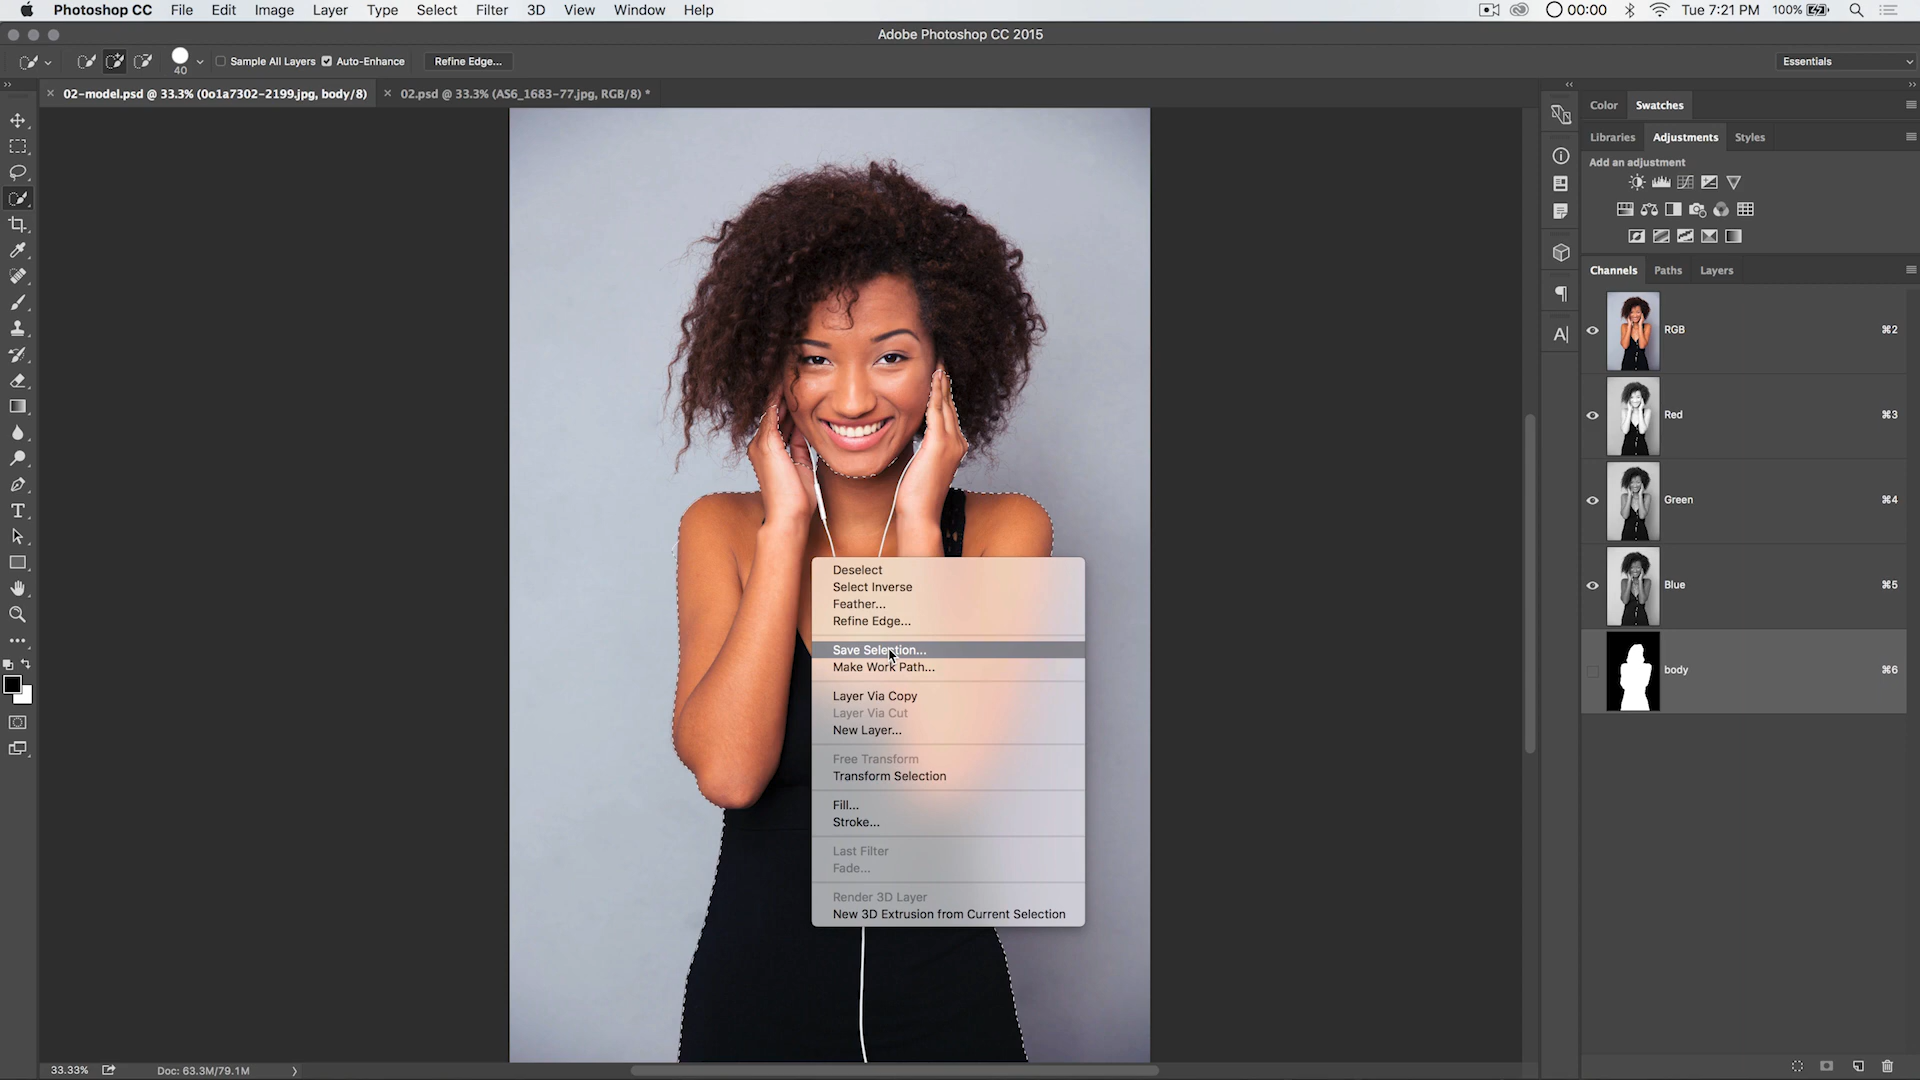 Photoshop CC File Edit Image Layer Type Select Filter 3D View Window Help 00:00 Tue 7:21 PM 100%
Adobe Photoshop CC 2015
40 Sample All Layers Auto-Enhance Refine Edge... Essentials
02-model.psd @ 33.3% (0o1a7302-2199.jpg, body/8) 02.psd @ 33.3% (AS6_1683-77.jpg, RGB/8) *
Color Swatches
Libraries Adjustments Styles
Add an adjustment
Channels Paths Layers
RGB ⌘2
Red ⌘3
Green ⌘4
Blue ⌘5
body ⌘6
Deselect
Select Inverse
Feather...
Refine Edge...
Save Selection...
Make Work Path...
Layer Via Copy
Layer Via Cut
New Layer...
Free Transform
Transform Selection
Fill...
Stroke...
Last Filter
Fade...
Render 3D Layer
New 3D Extrusion from Current Selection
33.33% Doc: 63.3M/79.1M